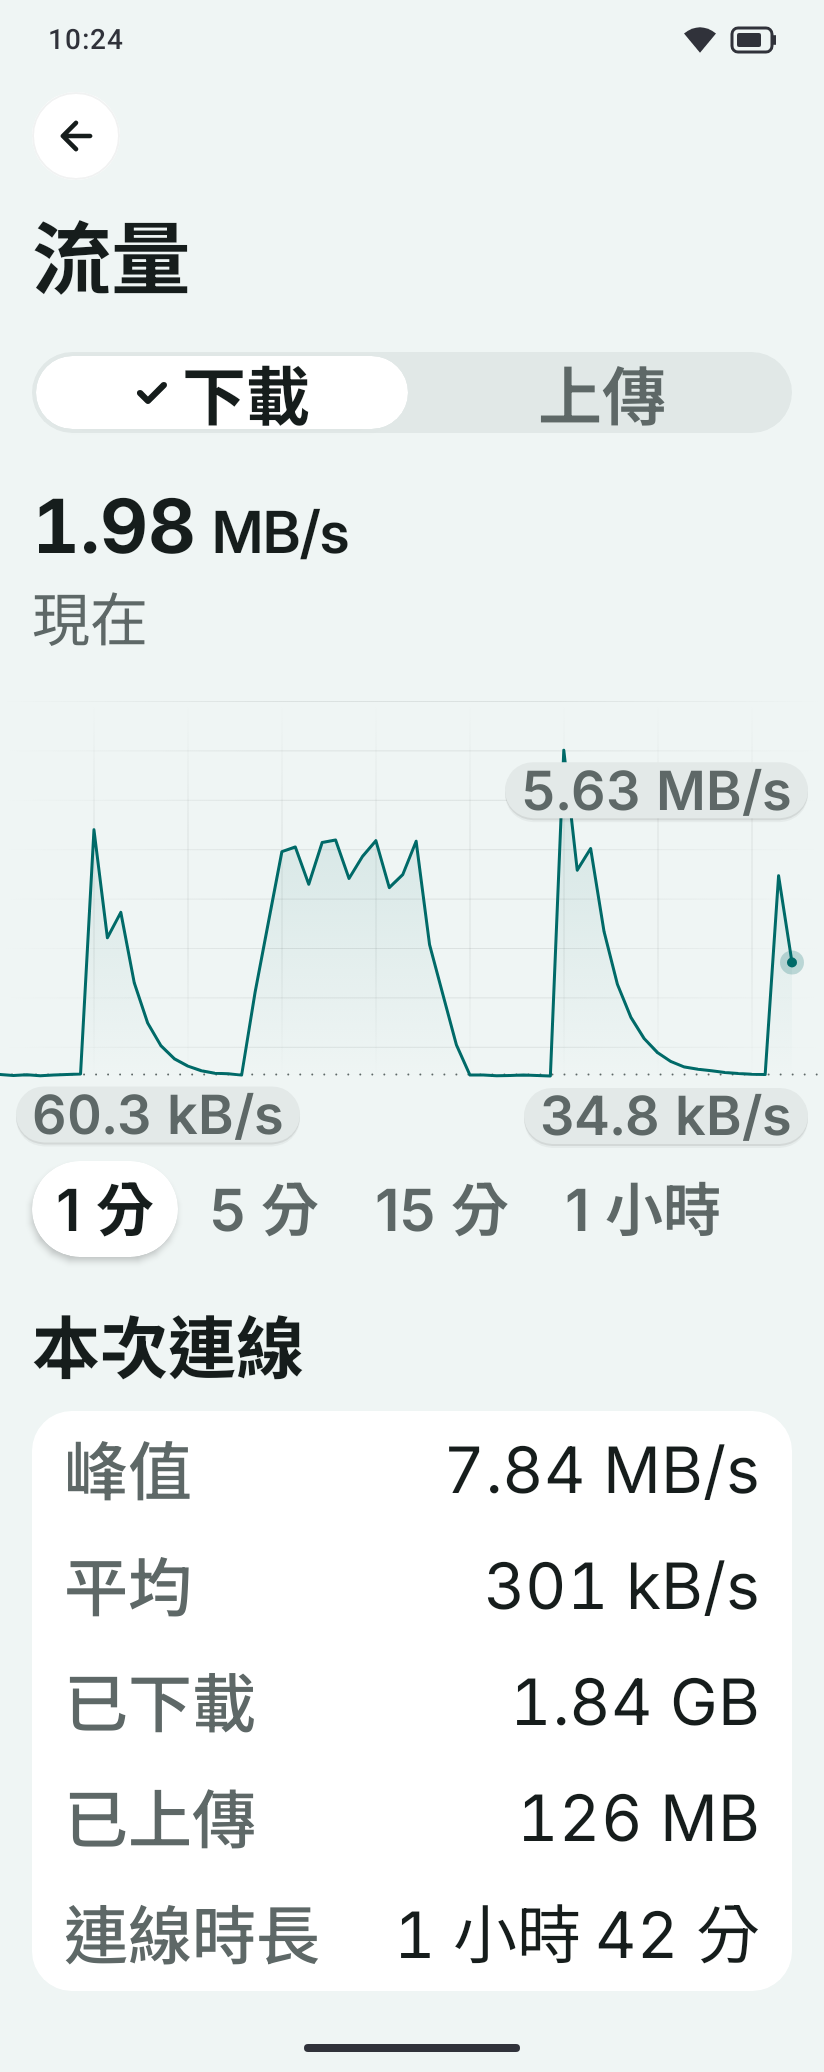 10:24
流量
下載 上傳
1.98 MB/s
現在
5.63 MB/s
60.3 kB/s 34.8 kB/s
1 分 5 分 15 分 1 小時
本次連線
峰值 7.84 MB/s
平均 301 kB/s
已下載 1.84 GB
已上傳 126 MB
連線時長 1 小時 42 分